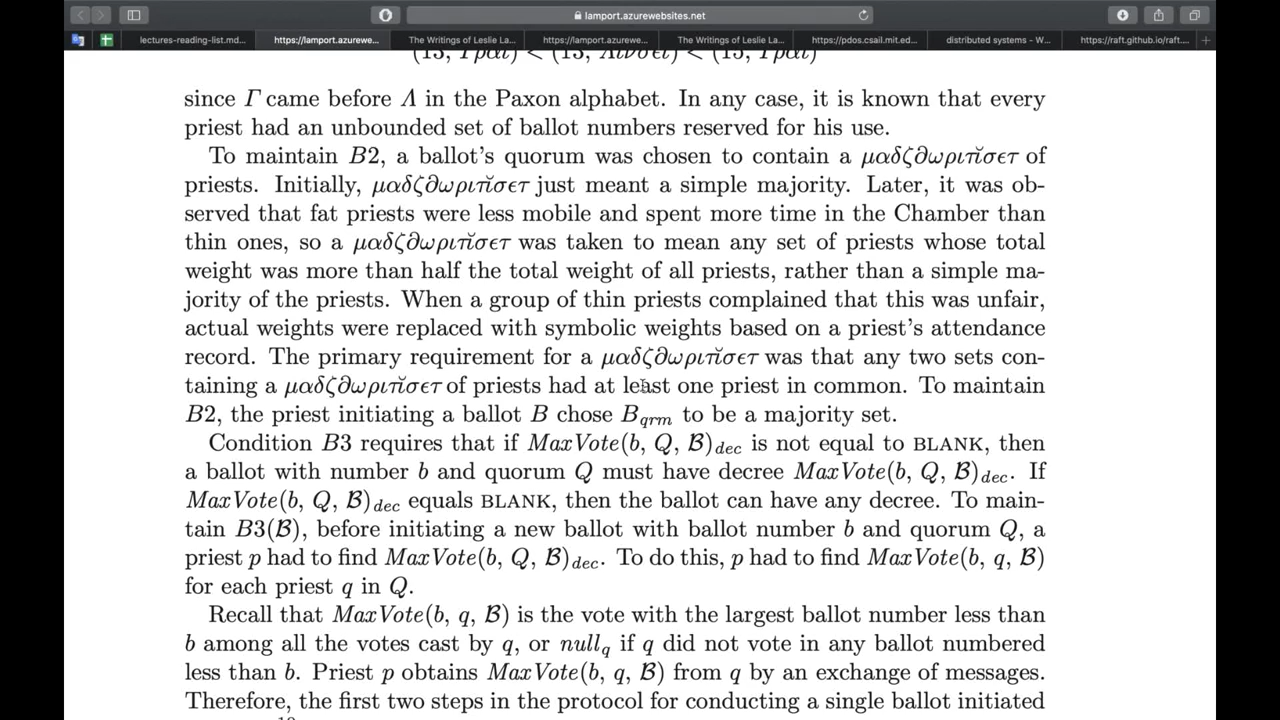 lamport.azurewebsites.net
lectures-reading-list.md...
https://lamport.azurewe...
The Writings of Leslie La...
https://lamport.azurewe...
The Writings of Leslie La...
https://pdos.csail.mit.ed...
distributed systems - W...
https://raft.github.io/raft....
since Γ came before Λ in the Paxon alphabet. In any case, it is known that every
priest had an unbounded set of ballot numbers reserved for his use.
To maintain B2, a ballot's quorum was chosen to contain a μαδζ∂ωριτῐσετ of
priests. Initially, μαδζ∂ωριτῐσετ just meant a simple majority. Later, it was ob-
served that fat priests were less mobile and spent more time in the Chamber than
thin ones, so a μαδζ∂ωριτῐσετ was taken to mean any set of priests whose total
weight was more than half the total weight of all priests, rather than a simple ma-
jority of the priests. When a group of thin priests complained that this was unfair,
actual weights were replaced with symbolic weights based on a priest's attendance
record. The primary requirement for a μαδζ∂ωριτῐσετ was that any two sets con-
taining a μαδζ∂ωριτῐσετ of priests had at least one priest in common. To maintain
B2, the priest initiating a ballot B chose B_qrm to be a majority set.
Condition B3 requires that if MaxVote(b, Q, ℬ)_dec is not equal to BLANK, then
a ballot with number b and quorum Q must have decree MaxVote(b, Q, ℬ)_dec. If
MaxVote(b, Q, ℬ)_dec equals BLANK, then the ballot can have any decree. To main-
tain B3(ℬ), before initiating a new ballot with ballot number b and quorum Q, a
priest p had to find MaxVote(b, Q, ℬ)_dec. To do this, p had to find MaxVote(b, q, ℬ)
for each priest q in Q.
Recall that MaxVote(b, q, ℬ) is the vote with the largest ballot number less than
b among all the votes cast by q, or null_q if q did not vote in any ballot numbered
less than b. Priest p obtains MaxVote(b, q, ℬ) from q by an exchange of messages.
Therefore, the first two steps in the protocol for conducting a single ballot initiated